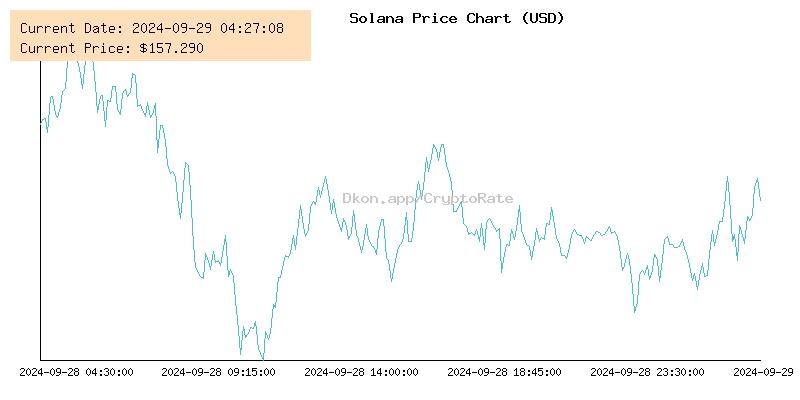 Solana Price Chart (USD)
Current Date: 2024-09-29 04:27:08
Current Price: $157.290
Dkon.app/CryptoRate
2024-09-28 04:30:00
2024-09-28 09:15:00
2024-09-28 14:00:00
2024-09-28 18:45:00
2024-09-28 23:30:00
2024-09-29